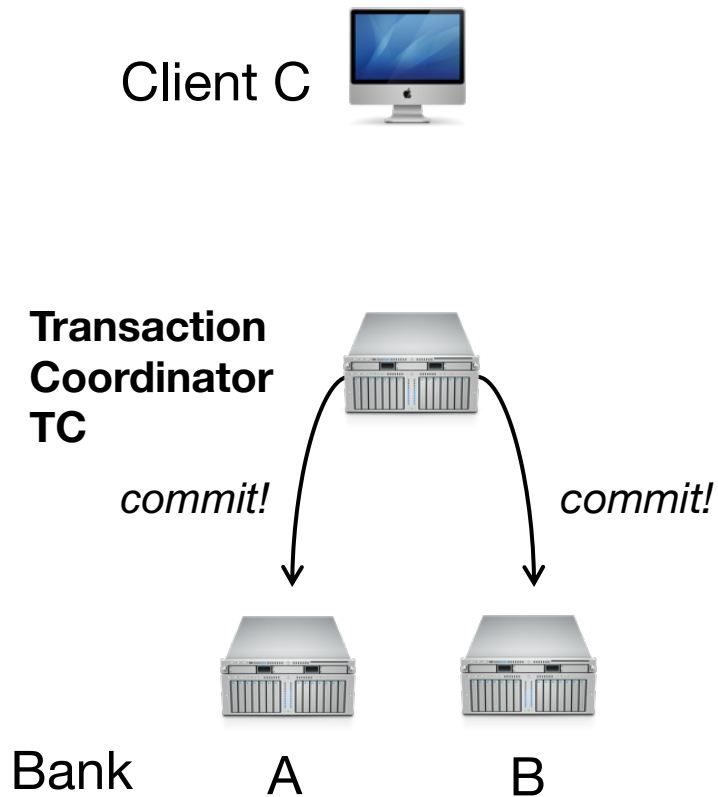 Client C
Transaction
Coordinator
TC
commit! commit!
Bank A B